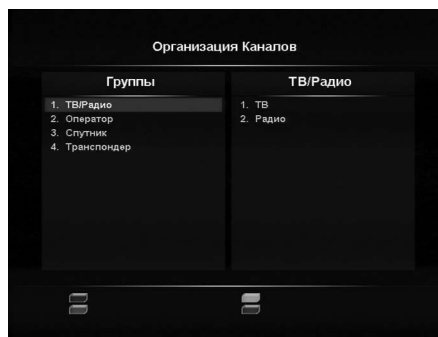 Организация Каналов
Группы
1. ТВ/Радио
2. Оператор
3. Спутник
4. Транспондер
ТВ/Радио
1. ТВ
2. Радио